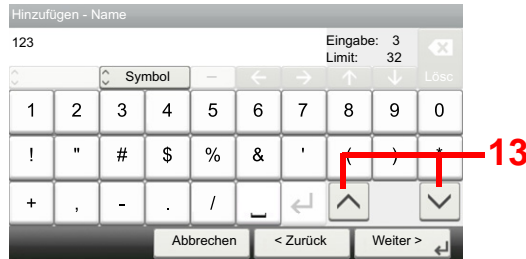 Hinzufügen - Name
123
Eingabe: 3
Limit: 32
Symbol
Lösc
1 2 3 4 5 6 7 8 9 0
! " # $ % & ' ( ) *
+ , - . / _
13
Abbrechen < Zurück Weiter >